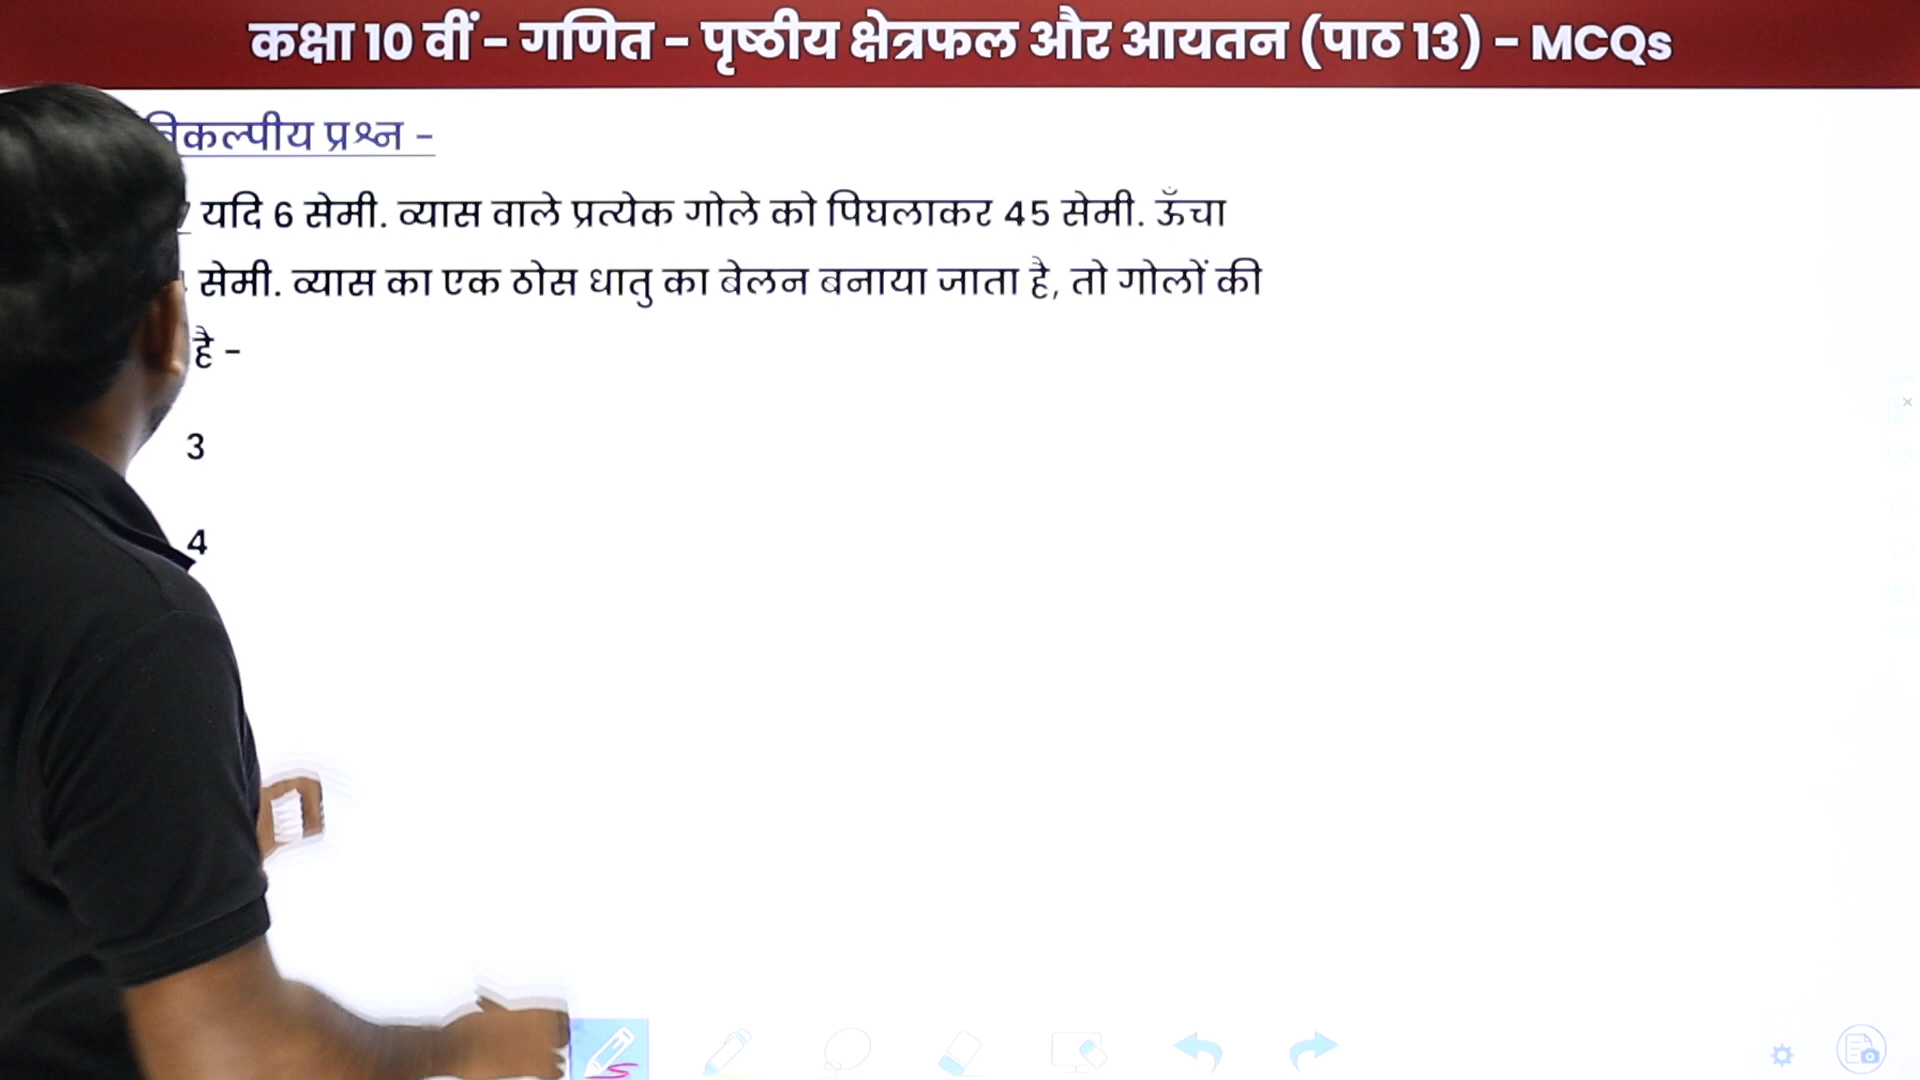 कक्षा 10 वीं - गणित - पृष्ठीय क्षेत्रफल और आयतन (पाठ 13) - MCQs
विकल्पीय प्रश्न -
यदि 6 सेमी. व्यास वाले प्रत्येक गोले को पिघलाकर 45 सेमी. ऊँचा
सेमी. व्यास का एक ठोस धातु का बेलन बनाया जाता है, तो गोलों की
है -
3
4